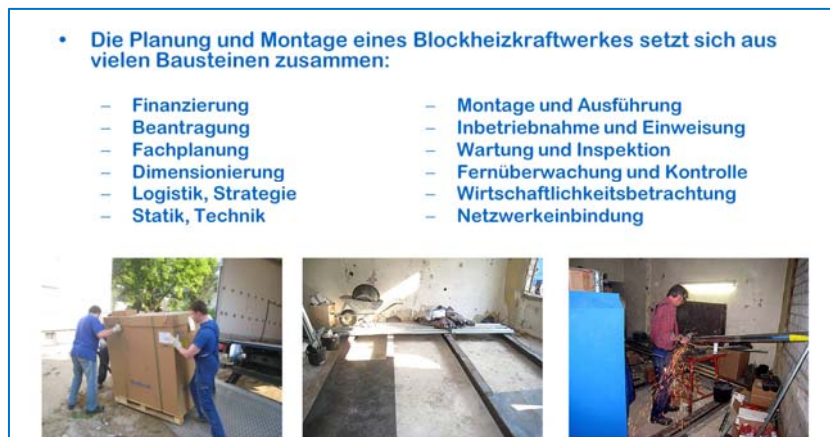 • Die Planung und Montage eines Blockheizkraftwerkes setzt sich aus
vielen Bausteinen zusammen:
– Finanzierung
– Beantragung
– Fachplanung
– Dimensionierung
– Logistik, Strategie
– Statik, Technik
– Montage und Ausführung
– Inbetriebnahme und Einweisung
– Wartung und Inspektion
– Fernüberwachung und Kontrolle
– Wirtschaftlichkeitsbetrachtung
– Netzwerkeinbindung